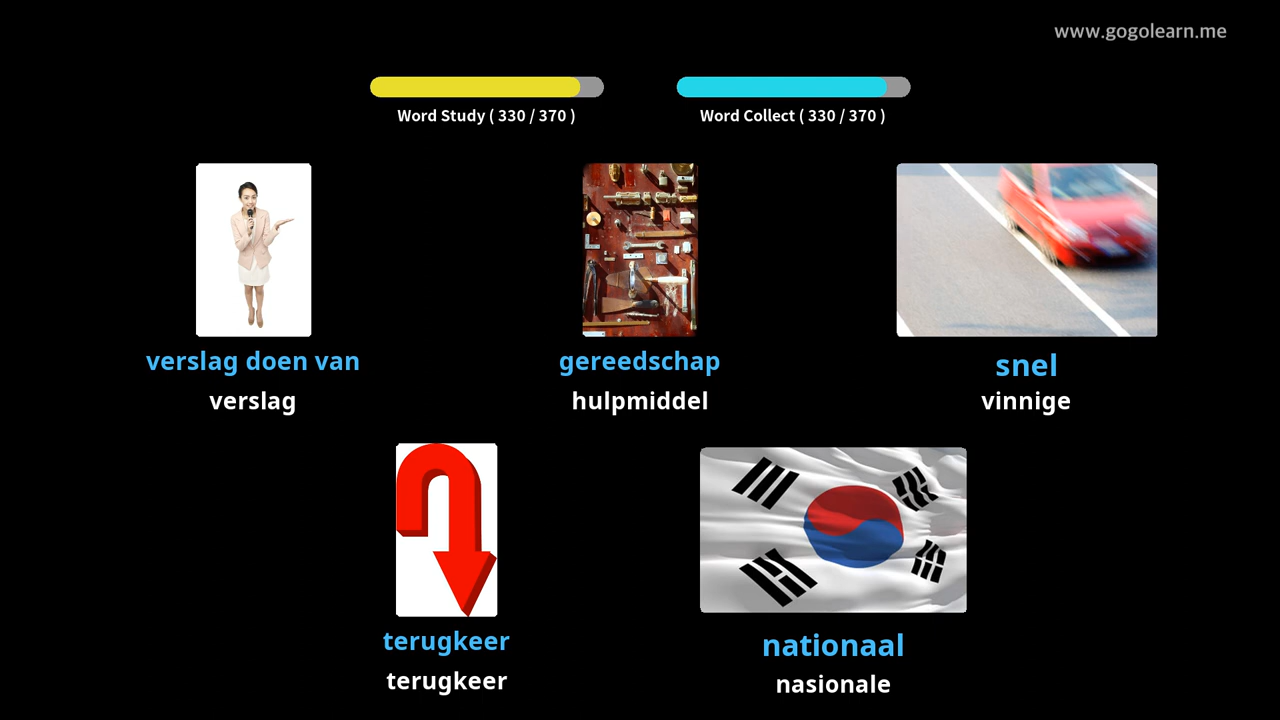 www.gogolearn.me
Word Study ( 330 / 370 )
Word Collect ( 330 / 370 )
verslag doen van
verslag
gereedschap
hulpmiddel
snel
vinnige
terugkeer
terugkeer
nationaal
nasionale